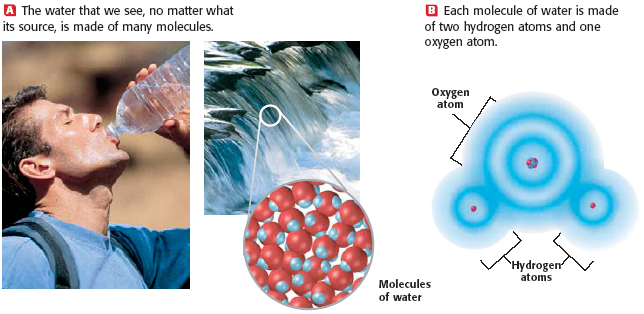 A The water that we see, no matter what
its source, is made of many molecules.
Molecules
of water
B Each molecule of water is made
of two hydrogen atoms and one
oxygen atom.
Oxygen
atom
Hydrogen
atoms